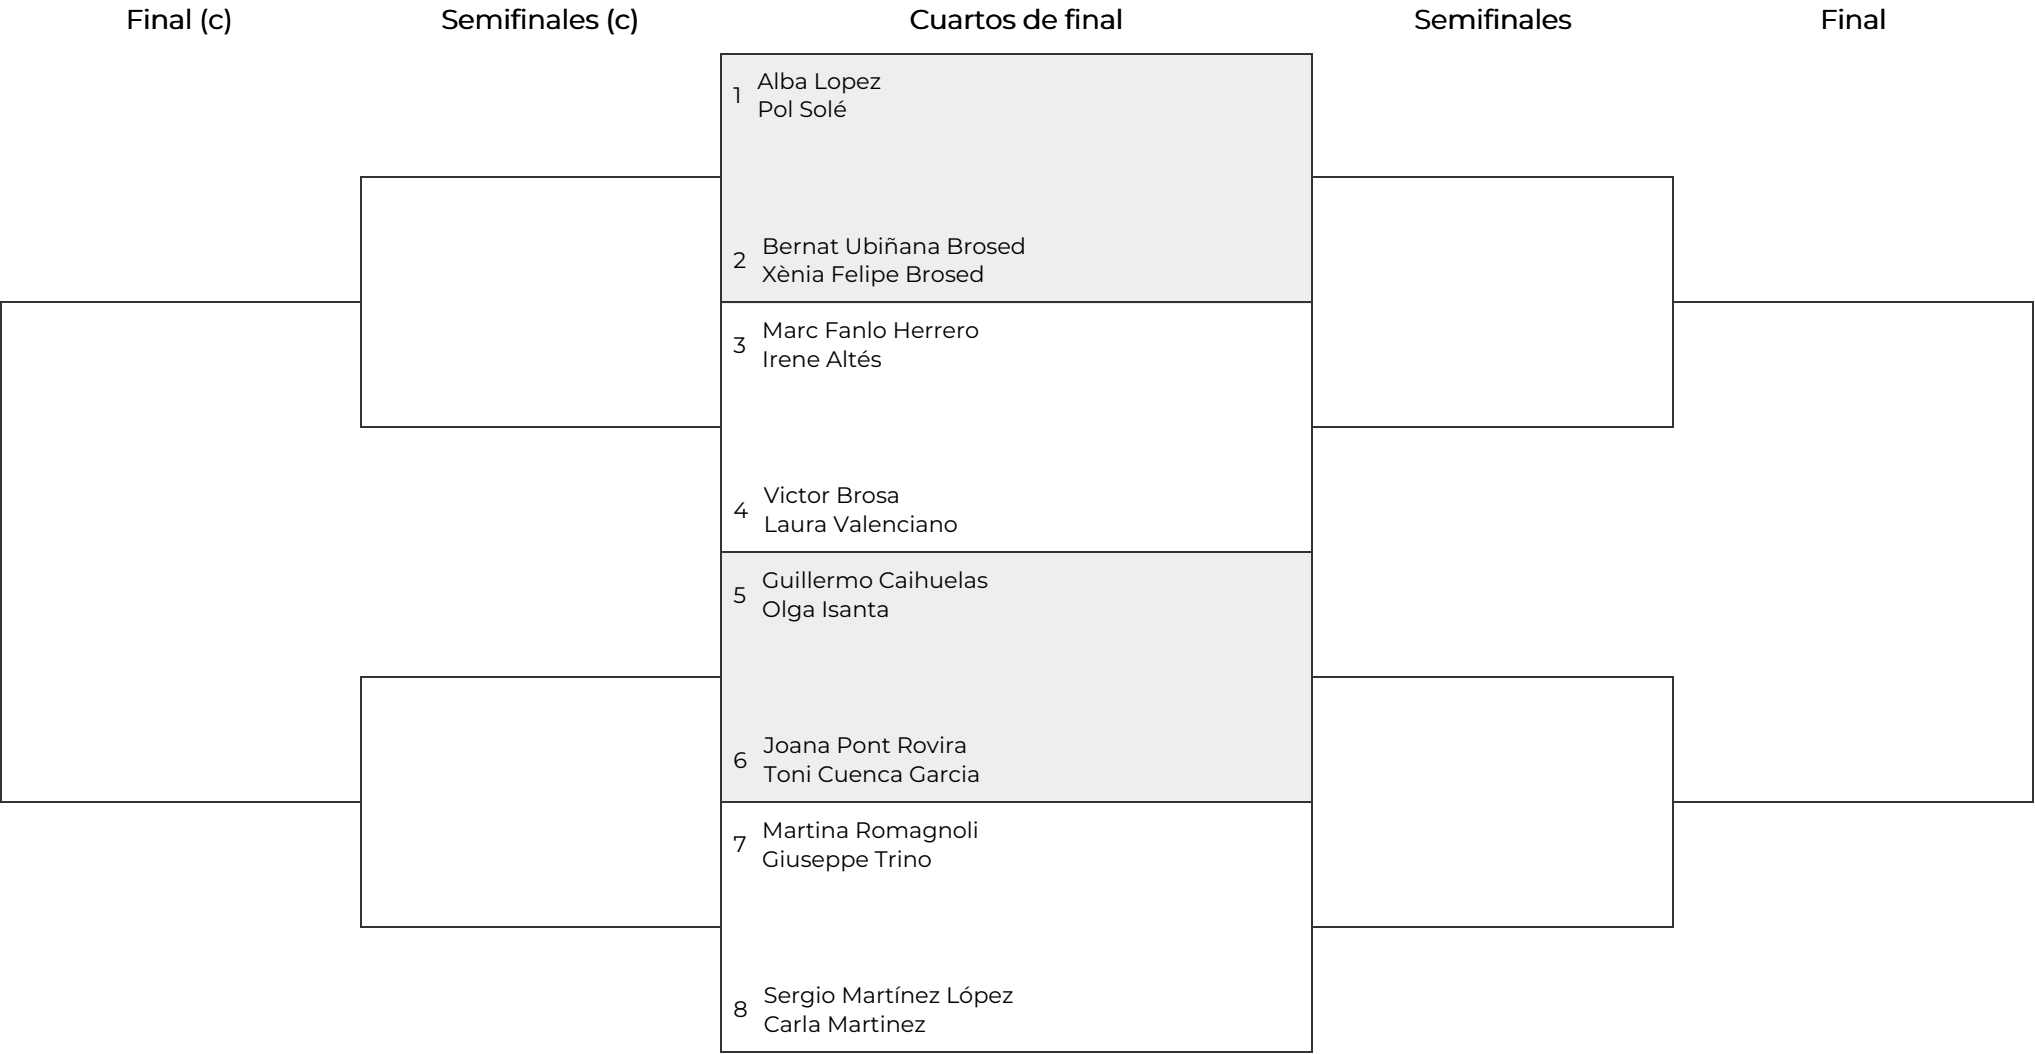 Final (c) Semifinales (c) Cuartos de final Semifinales Final
1 Alba Lopez
Pol Solé
2 Bernat Ubiñana Brosed
Xènia Felipe Brosed
3 Marc Fanlo Herrero
Irene Altés
4 Victor Brosa
Laura Valenciano
5 Guillermo Caihuelas
Olga Isanta
6 Joana Pont Rovira
Toni Cuenca Garcia
7 Martina Romagnoli
Giuseppe Trino
8 Sergio Martínez López
Carla Martinez